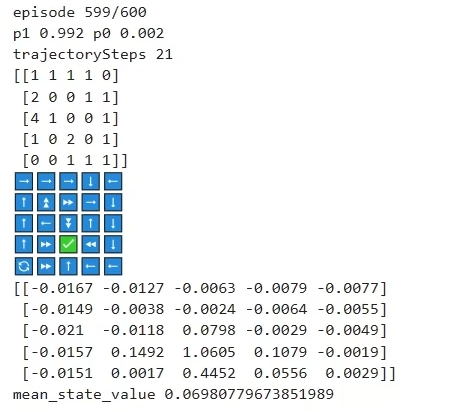 episode 599/600
p1 0.992 p0 0.002
trajectorySteps 21
[[1 1 1 1 0]
[2 0 0 1 1]
[4 1 0 0 1]
[1 0 2 0 1]
[0 0 1 1 1]]
[[-0.0167 -0.0127 -0.0063 -0.0079 -0.0077]
[-0.0149 -0.0038 -0.0024 -0.0064 -0.0055]
[-0.021 -0.0118 0.0798 -0.0029 -0.0049]
[-0.0157 0.1492 1.0605 0.1079 -0.0019]
[-0.0151 0.0017 0.4452 0.0556 0.0029]]
mean_state_value 0.06980779673851989